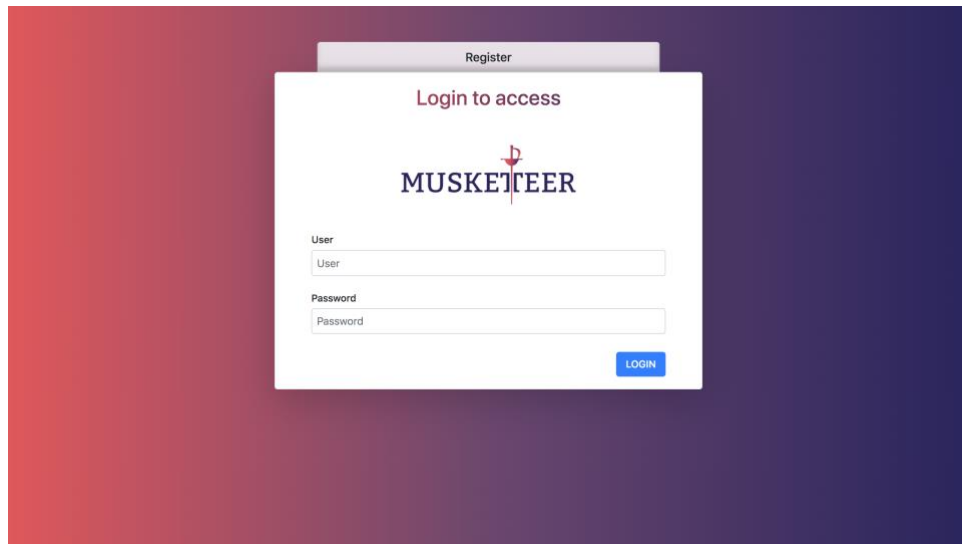 Register
Login to access
MUSKETEER
User
User
Password
Password
LOGIN